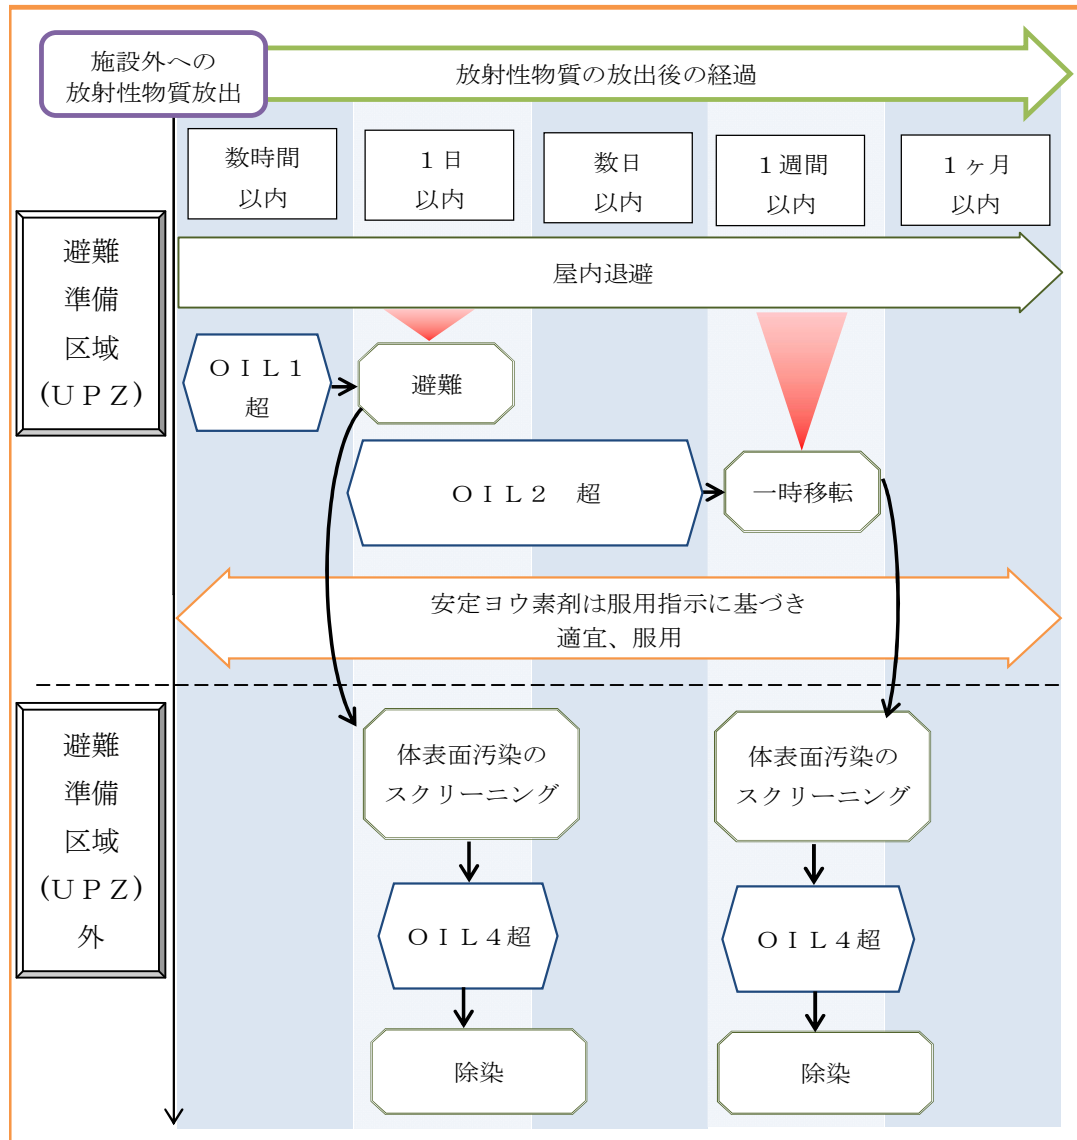 施設外への
放射性物質放出
放射性物質の放出後の経過
数時間
以内
１日
以内
数日
以内
１週間
以内
１ヶ月
以内
避難
準備
区域
(ＵＰＺ)
屋内退避
ＯＩＬ１
超
避難
ＯＩＬ２　超
一時移転
安定ヨウ素剤は服用指示に基づき
適宜、服用
避難
準備
区域
(ＵＰＺ)
外
体表面汚染の
スクリーニング
体表面汚染の
スクリーニング
ＯＩＬ４超
ＯＩＬ４超
除染
除染